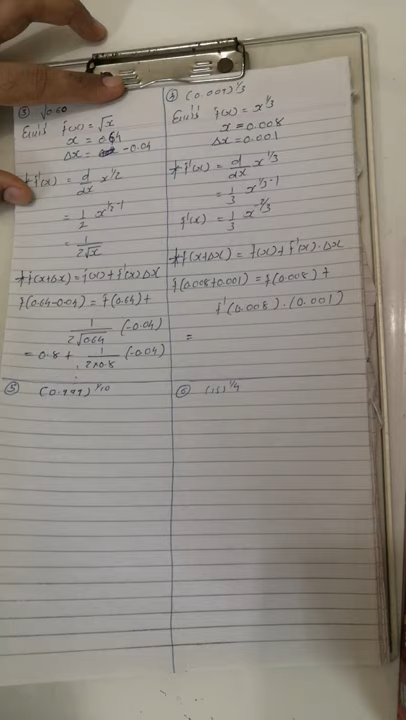 ③ √0.60
f(x) = √x
x = 0.64
Δx = -0.04
* f'(x) = d/dx x^1/2
= 1/2 x^(1/2-1)
= 1/2√x
* f(x+Δx) = f(x) + f'(x) Δx
f(0.64-0.04) = f(0.64) +
1/2√0.64 (-0.04)
= 0.8 + 1/2×0.8 (-0.04)
④ (0.009)^1/3
f(x) = x^1/3
x = 0.008
Δx = 0.001
* f'(x) = d/dx x^1/3
= 1/3 x^(1/3-1)
f'(x) = 1/3 x^-2/3
* f(x+Δx) = f(x) + f'(x) · Δx
f(0.008+0.001) = f(0.008) +
f'(0.008) · (0.001)
=
⑤ (0.999)^1/10
⑥ (15)^1/4